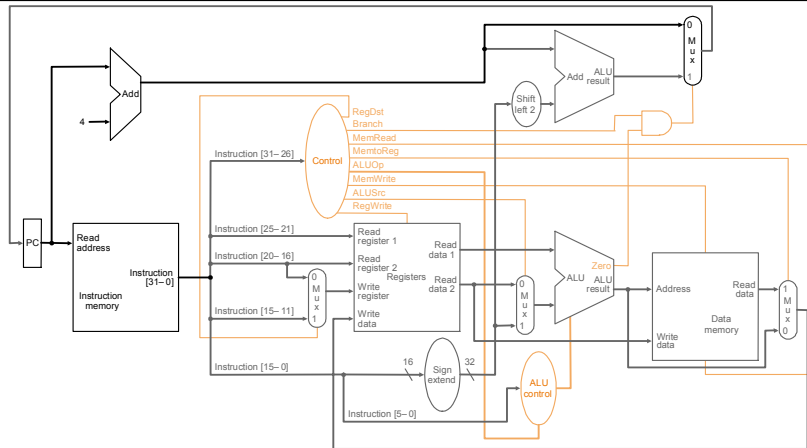 0
M
u
x
1
Add
4
Add
ALU
result
Shift
left 2
RegDst
Branch
MemRead
MemtoReg
ALUOp
MemWrite
ALUSrc
RegWrite
Control
Instruction [31–26]
Instruction [25–21]
Instruction [20–16]
Instruction [15–11]
Instruction [15–0]
Instruction [5–0]
PC
Read
address
Instruction
[31–0]
Instruction
memory
0
M
u
x
1
Read
register 1
Read
register 2
Write
register
Write
data
Registers
Read
data 1
Read
data 2
0
M
u
x
1
Zero
ALU
ALU
result
Address
Write
data
Read
data
Data
memory
1
M
u
x
0
16
Sign
extend
32
ALU
control